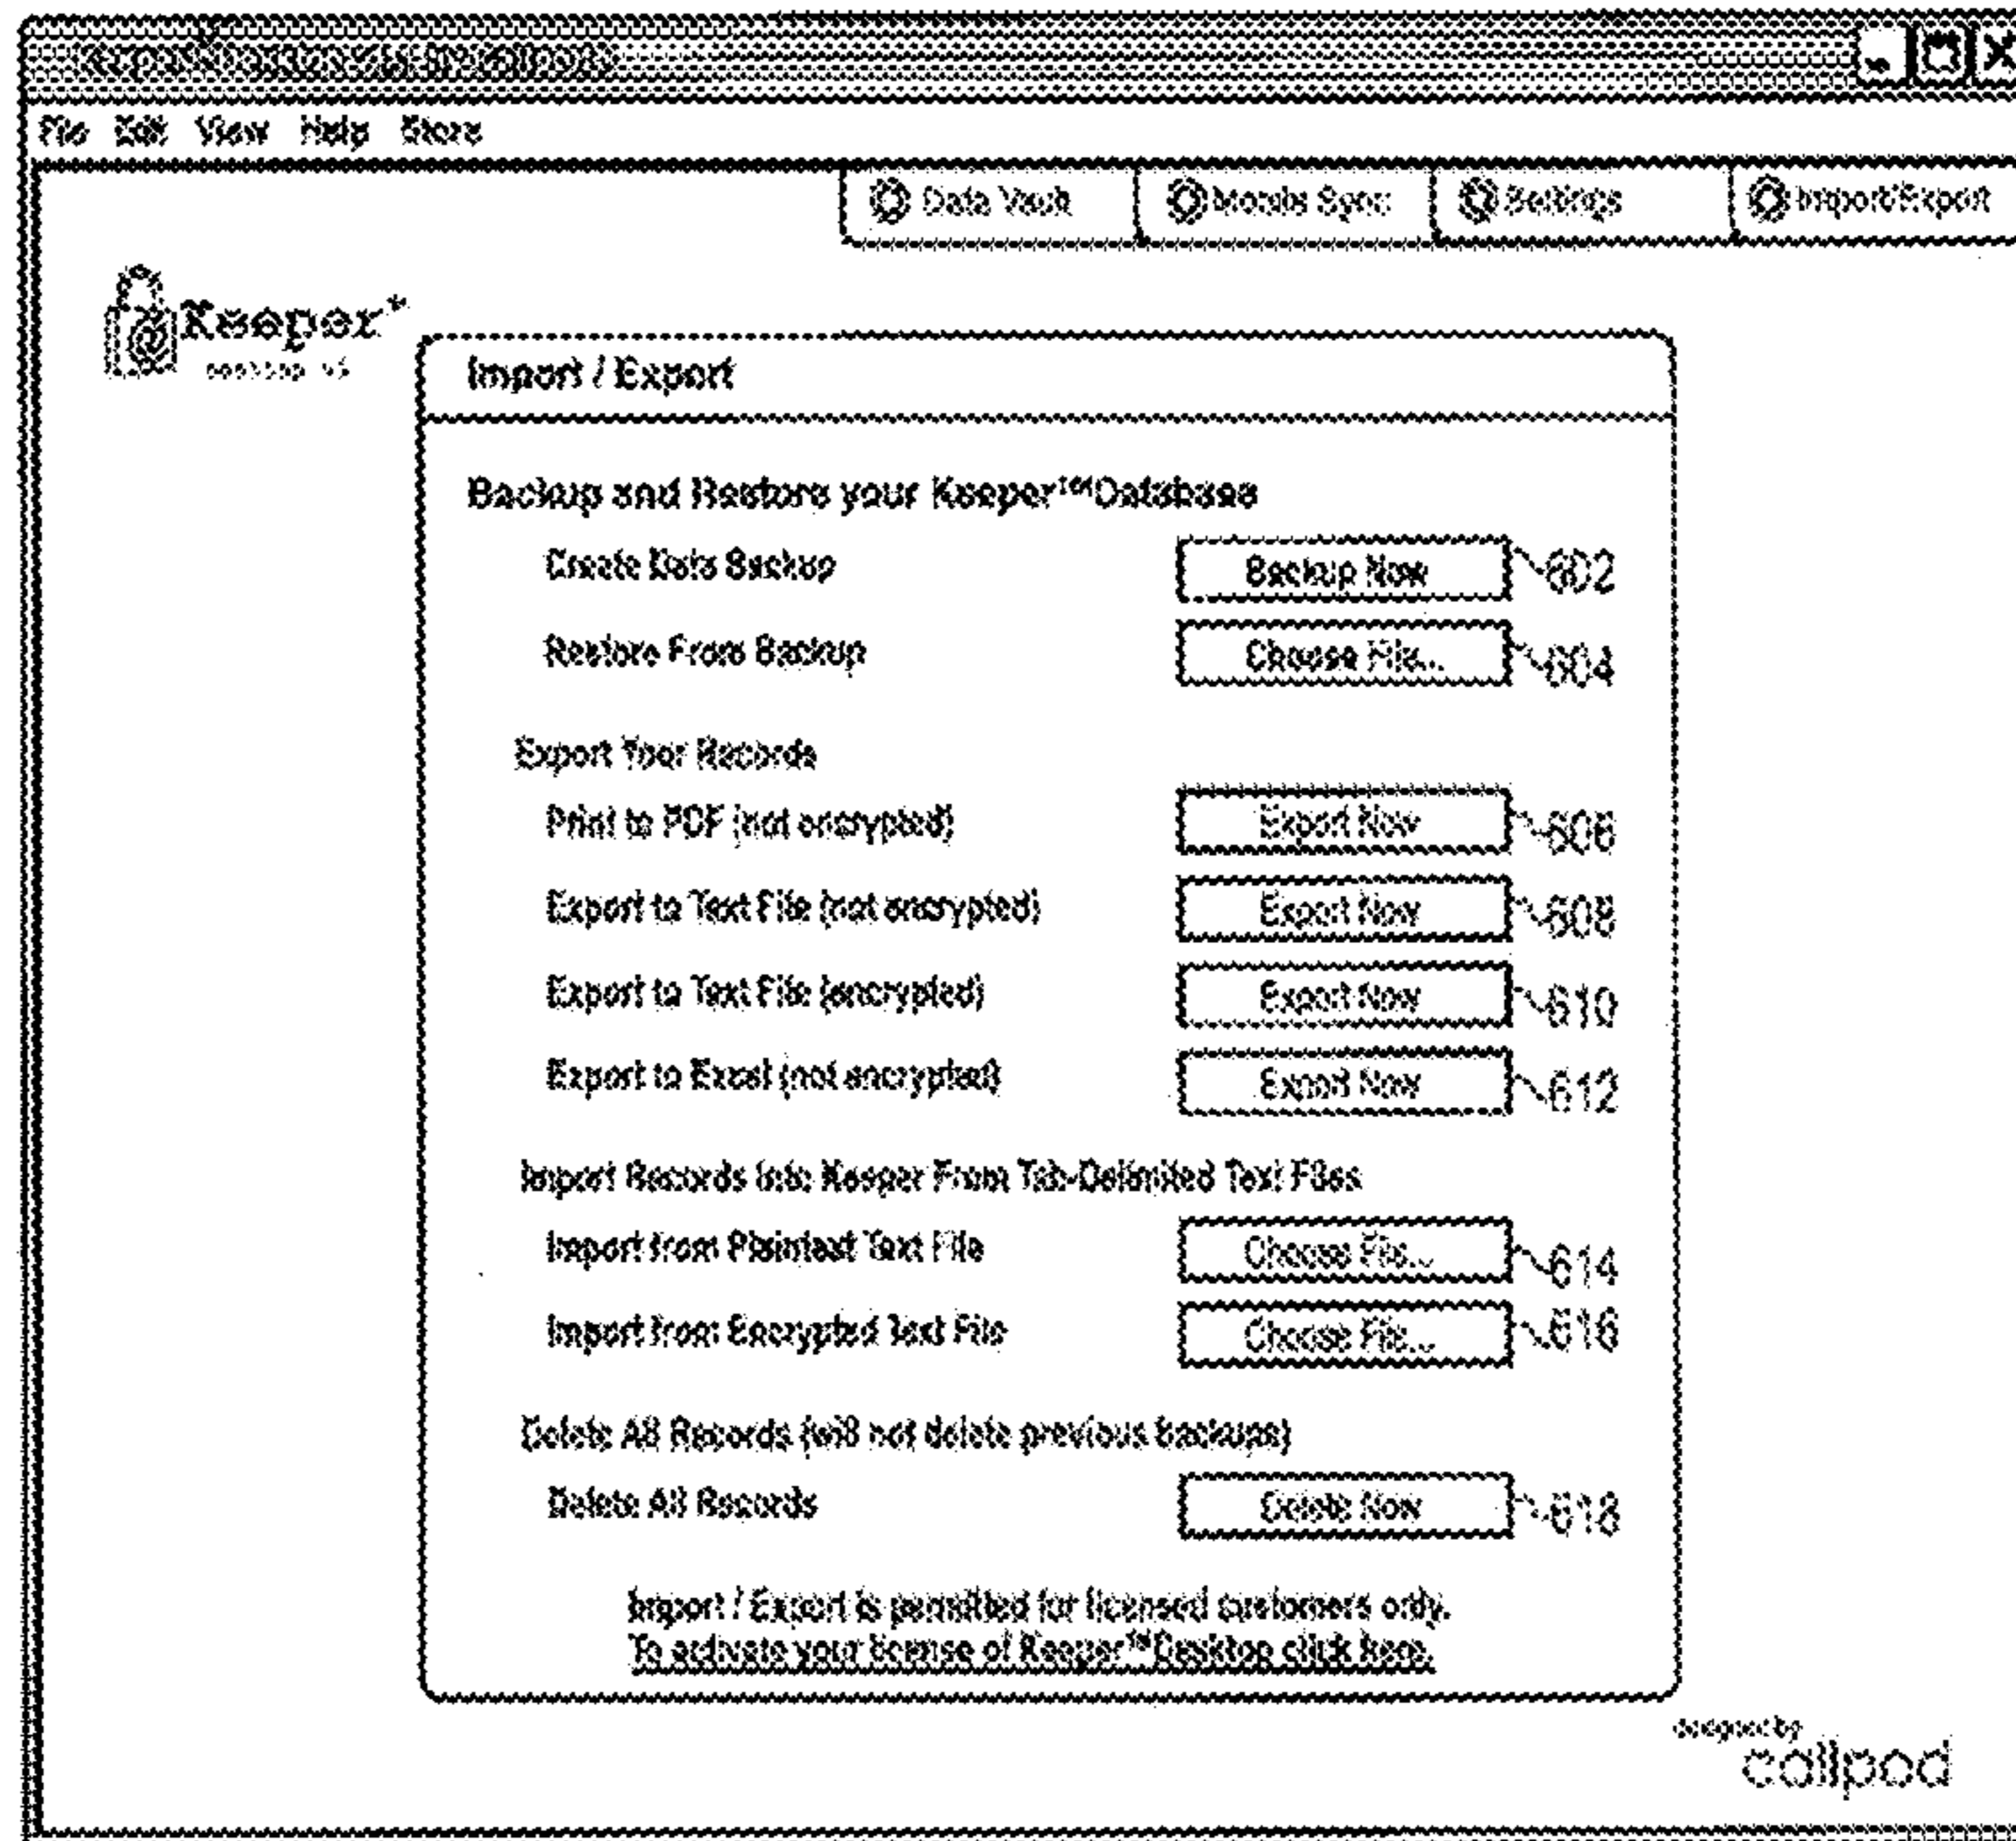 File Edit View Help Store
Data Vault Mobile Sync Settings Import/Export
Keeper™
desktop
Import / Export
Backup and Restore your Keeper™ Database
Create Data Backup Backup Now 602
Restore From Backup Choose File... 604
Export Your Records
Print to PDF (not encrypted) Export Now 606
Export to Text File (not encrypted) Export Now 608
Export to Text File (encrypted) Export Now 610
Export to Excel (not encrypted) Export Now 612
Import Records into Keeper From Tab-Delimited Text Files
Import from Plaintext Text File Choose File... 614
Import from Encrypted Text File Choose File... 616
Delete All Records (will not delete previous backups)
Delete All Records Delete Now 618
Import / Export is permitted for licensed customers only.
To activate your license of Keeper™ Desktop click here.
designed by
callpod